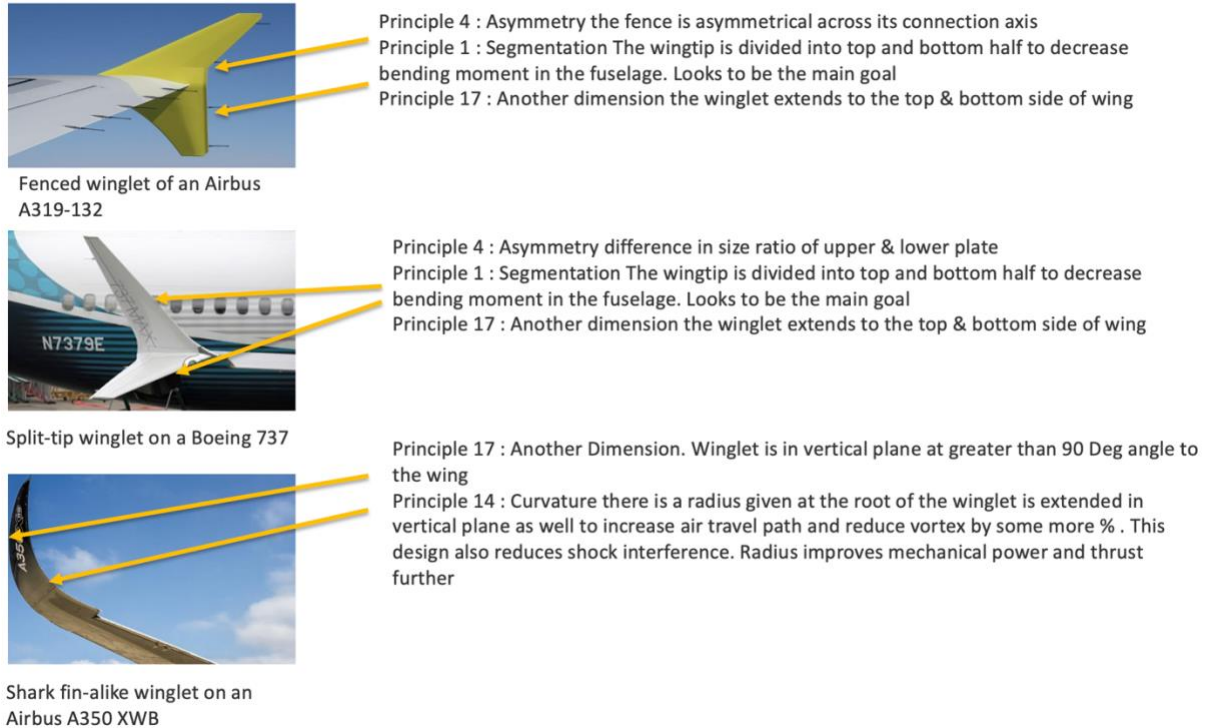 Principle 4 : Asymmetry the fence is asymmetrical across its connection axis
Principle 1 : Segmentation The wingtip is divided into top and bottom half to decrease
bending moment in the fuselage. Looks to be the main goal
Principle 17 : Another dimension the winglet extends to the top & bottom side of wing
Fenced winglet of an Airbus
A319-132
Principle 4 : Asymmetry difference in size ratio of upper & lower plate
Principle 1 : Segmentation The wingtip is divided into top and bottom half to decrease
bending moment in the fuselage. Looks to be the main goal
Principle 17 : Another dimension the winglet extends to the top & bottom side of wing
737MAX
N7379E
Split-tip winglet on a Boeing 737
Principle 17 : Another Dimension. Winglet is in vertical plane at greater than 90 Deg angle to
the wing
Principle 14 : Curvature there is a radius given at the root of the winglet is extended in
vertical plane as well to increase air travel path and reduce vortex by some more % . This
design also reduces shock interference. Radius improves mechanical power and thrust
further
Shark fin-alike winglet on an
Airbus A350 XWB